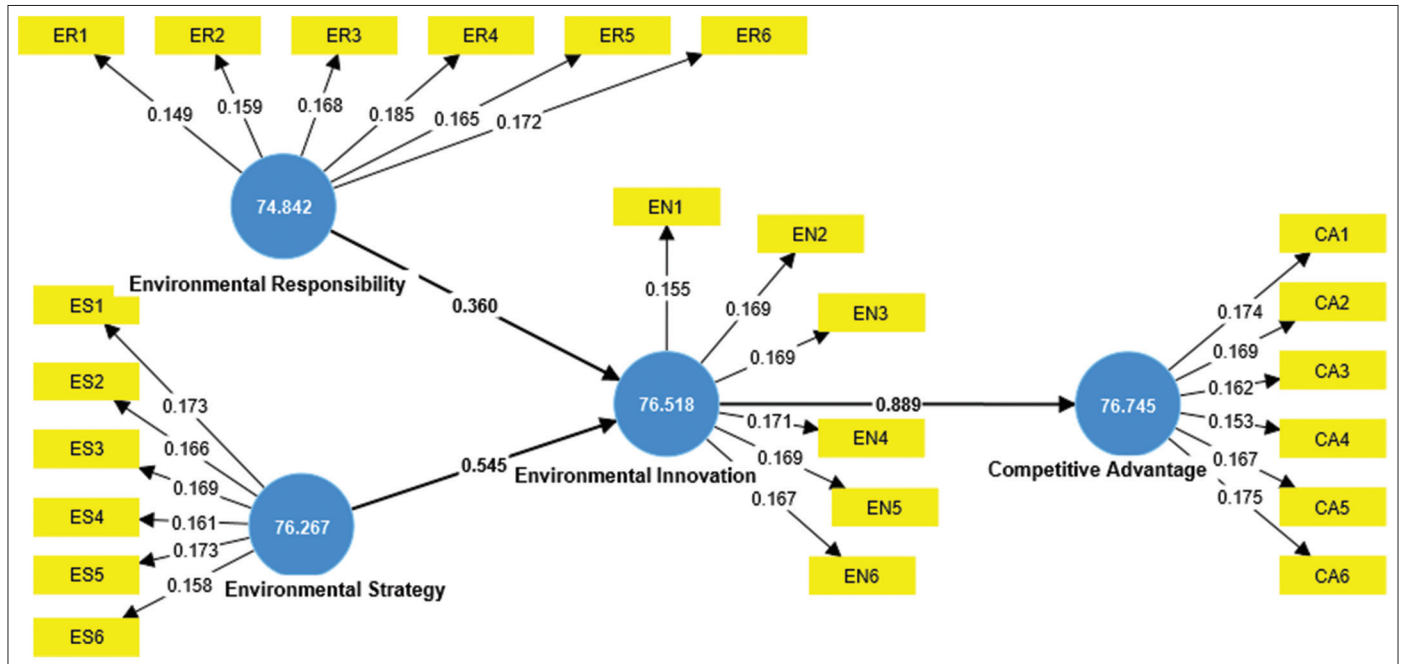 ER1 ER2 ER3 ER4 ER5 ER6
0.149 0.159 0.168 0.185 0.165 0.172
74.842
Environmental Responsibility
0.360
ES1
ES2
ES3
ES4
ES5
ES6
0.173
0.166
0.169
0.161
0.173
0.158
76.267
Environmental Strategy
0.545
EN1
EN2
EN3
EN4
EN5
EN6
0.155
0.169
0.169
0.171
0.169
0.167
76.518
Environmental Innovation
0.889
CA1
CA2
CA3
CA4
CA5
CA6
0.174
0.169
0.162
0.153
0.167
0.175
76.745
Competitive Advantage